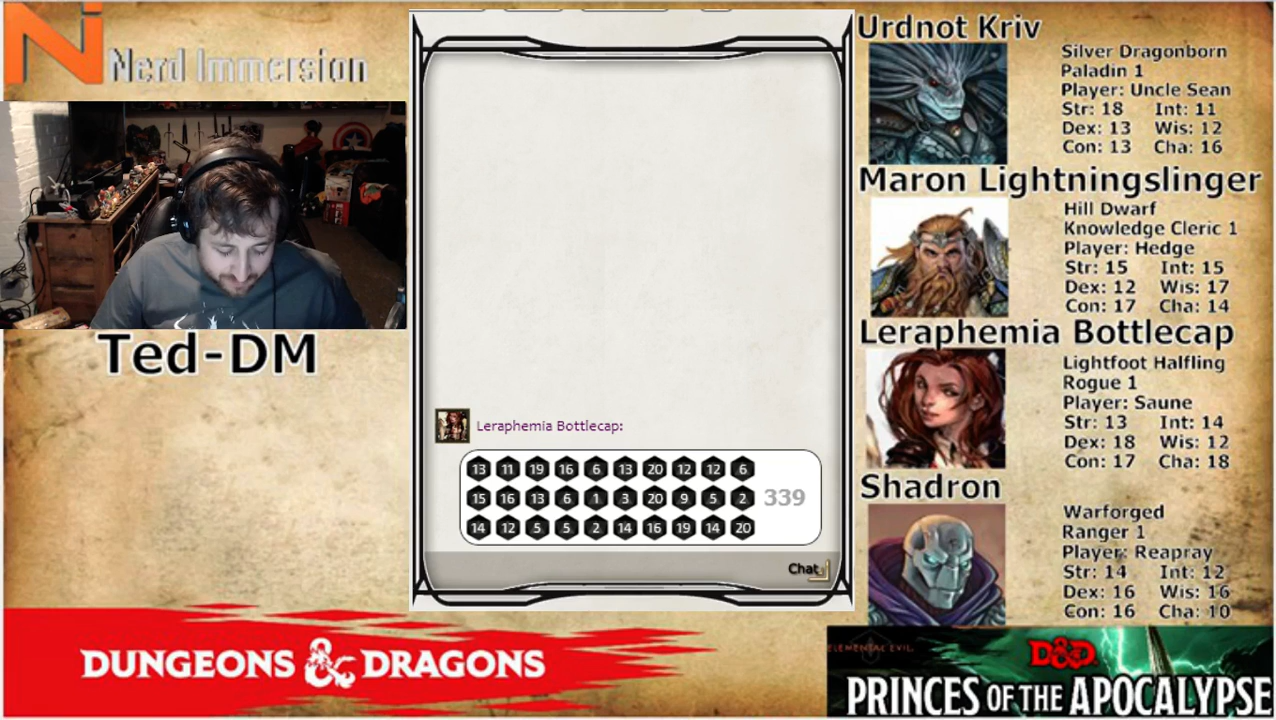 Nerd Immersion
Ted-DM
Leraphemia Bottlecap:
13 11 19 16 6 13 20 12 12 6
15 16 13 6 1 3 20 9 5 2
14 12 5 5 2 14 16 19 14 20
339
Chat
Urdnot Kriv
Silver Dragonborn
Paladin 1
Player: Uncle Sean
Str: 18 Int: 11
Dex: 13 Wis: 12
Con: 13 Cha: 16
Maron Lightningslinger
Hill Dwarf
Knowledge Cleric 1
Player: Hedge
Str: 15 Int: 15
Dex: 12 Wis: 17
Con: 17 Cha: 14
Leraphemia Bottlecap
Lightfoot Halfling
Rogue 1
Player: Saune
Str: 13 Int: 14
Dex: 18 Wis: 12
Con: 17 Cha: 18
Shadron
Warforged
Ranger 1
Player: Reapray
Str: 14 Int: 12
Dex: 16 Wis: 16
Con: 16 Cha: 10
DUNGEONS & DRAGONS
ELEMENTAL EVIL
D&D
PRINCES OF THE APOCALYPSE